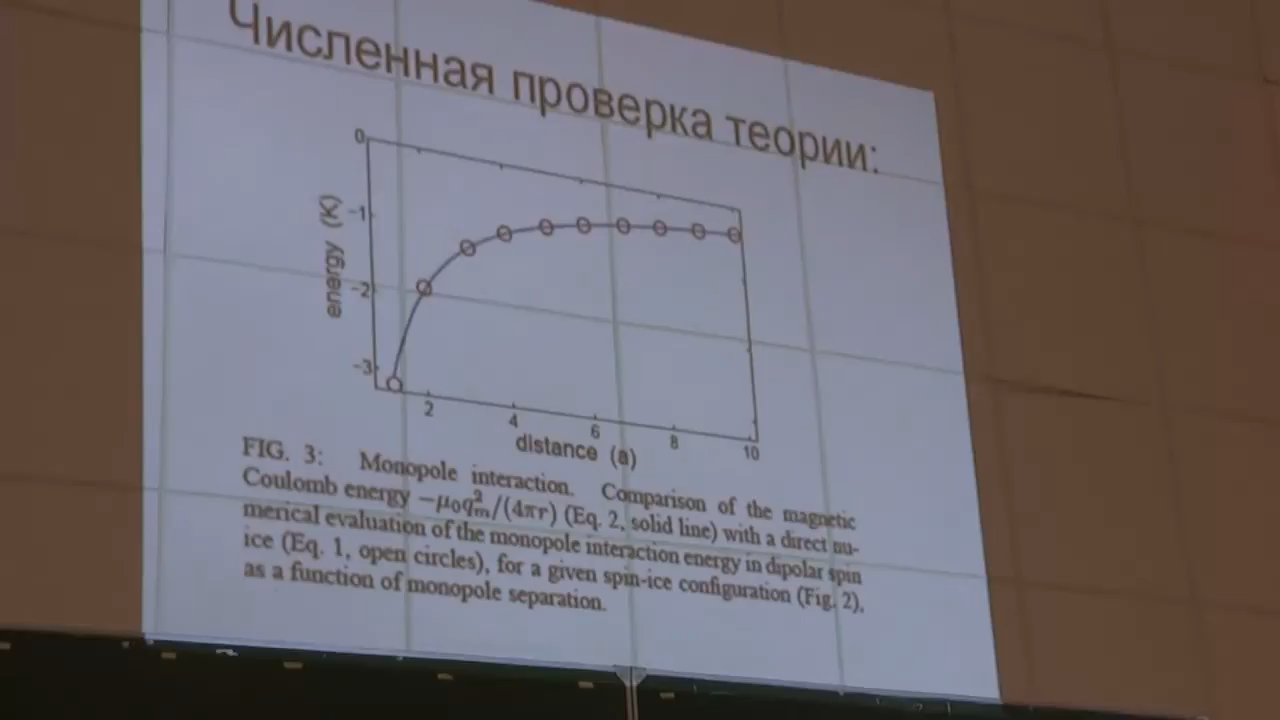 Численная проверка теории:
0
-1
-2
-3
energy (K)
2 4 6 8 10
distance (a)
FIG. 3: Monopole interaction. Comparison of the magnetic
Coulomb energy −μ₀q²ₘ/(4πr) (Eq. 2, solid line) with a direct nu-
merical evaluation of the monopole interaction energy in dipolar spin
ice (Eq. 1, open circles), for a given spin-ice configuration (Fig. 2),
as a function of monopole separation.